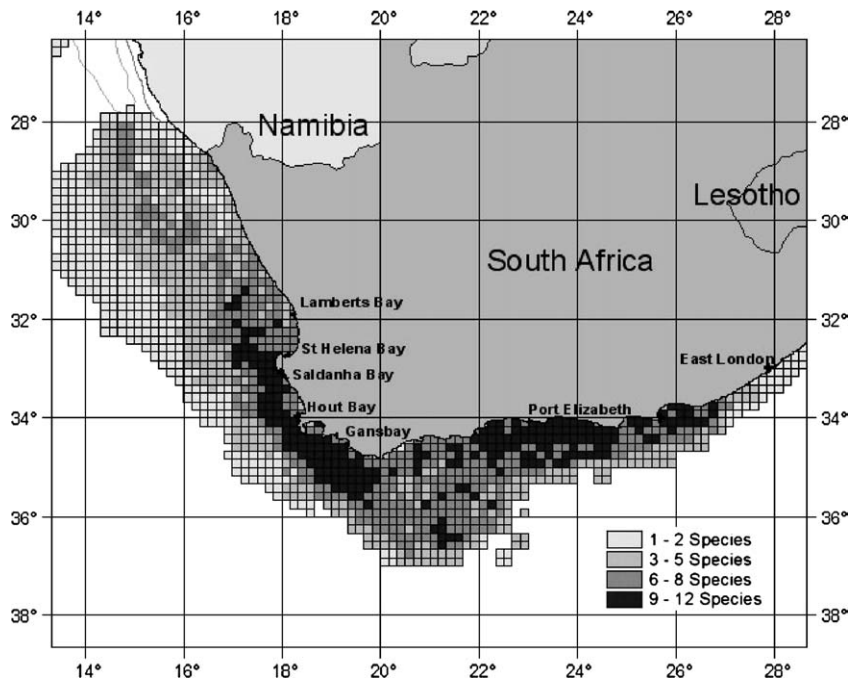 14° 16° 18° 20° 22° 24° 26° 28°
Namibia
28° 28°
Lesotho
30° 30°
South Africa
Lamberts Bay
32° 32°
St Helena Bay
East London
Saldanha Bay
Hout Bay
Port Elizabeth
34° 34°
Gansbay
36° 36°
1 - 2 Species
3 - 5 Species
6 - 8 Species
9 - 12 Species
38° 38°
14° 16° 18° 20° 22° 24° 26° 28°